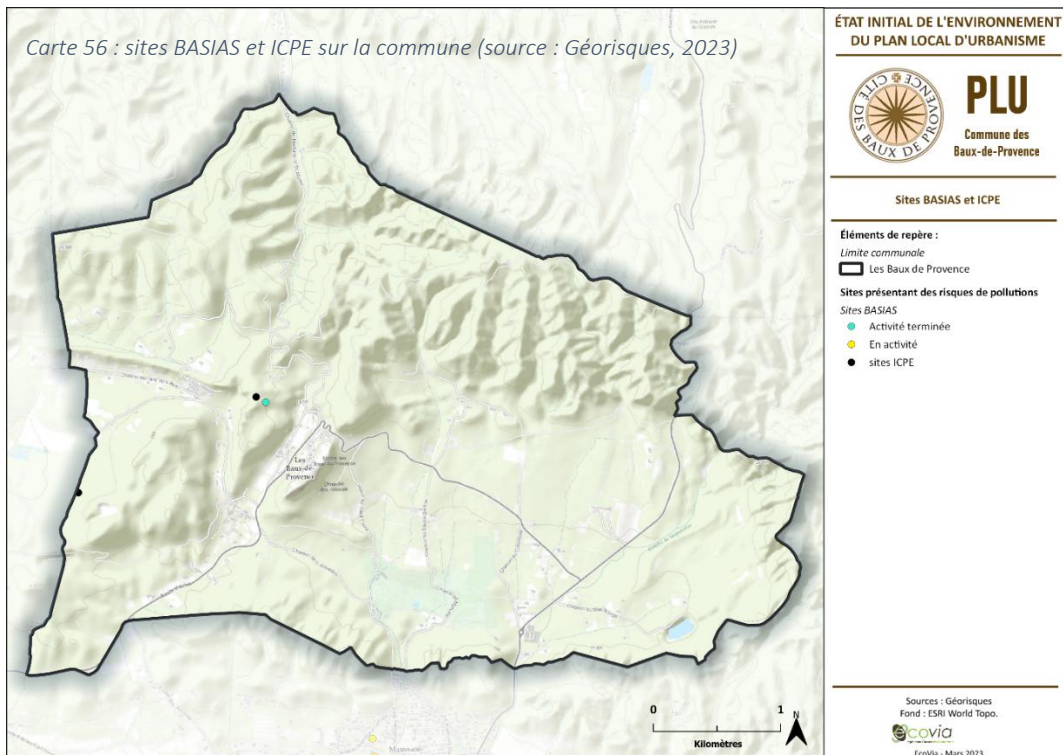 Carte 56 : sites BASIAS et ICPE sur la commune (source : Géorisques, 2023)
Les
Baux-de-
Provence
0
1
Kilomètres
N
ÉTAT INITIAL DE L'ENVIRONNEMENT
DU PLAN LOCAL D'URBANISME
CITÉ DES BAUX DE PROVENCE
PLU
Commune des
Baux-de-Provence
Sites BASIAS et ICPE
Éléments de repère :
Limite communale
Les Baux de Provence
Sites présentant des risques de pollutions
Sites BASIAS
Activité terminée
En activité
sites ICPE
Sources : Géorisques
Fond : ESRI World Topo.
ecovia
EcoVia - Mars 2023